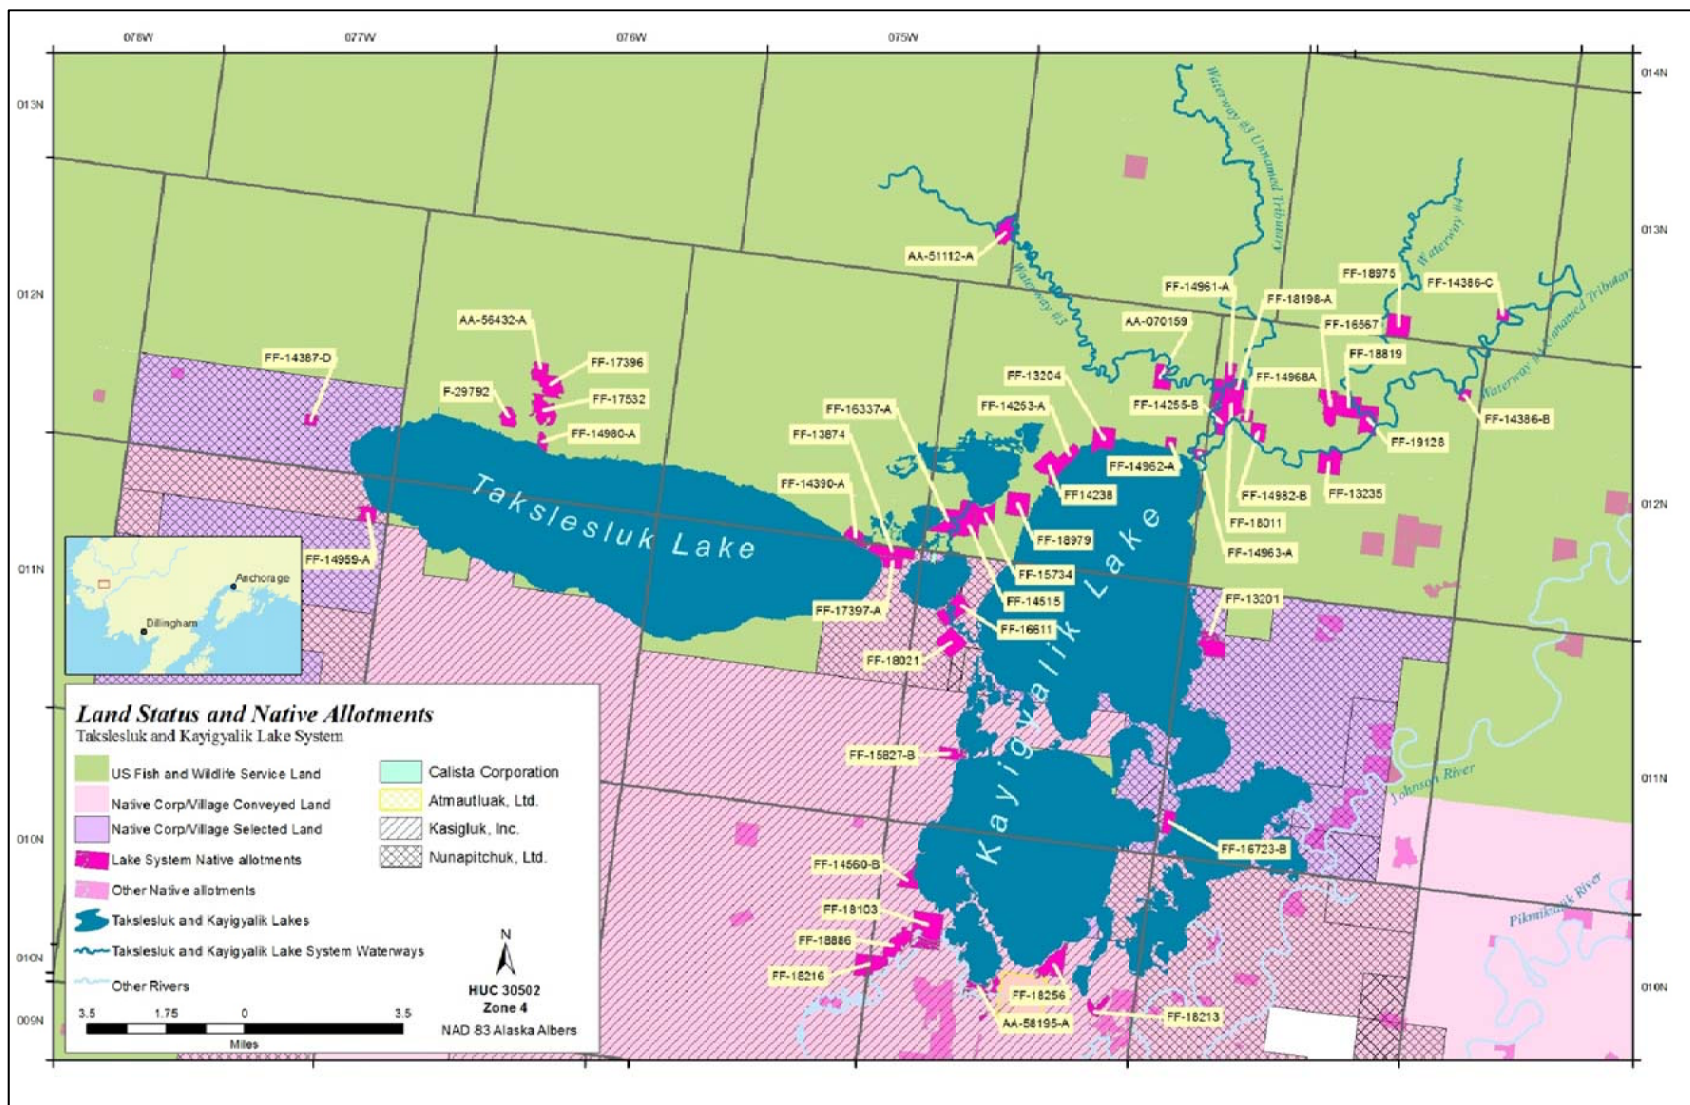 078W
077W
076W
075W
013N
014N
013N
012N
012N
011N
011N
010N
010N
010N
009N
Waterway #3 Unnamed Tributary
Waterway #3
Waterway #4
Waterway #4 Unnamed Tributary
AA-51112-A
FF-14961-A
FF-18975
FF-14386-C
FF-18198-A
AA-070159
FF-16567
AA-56432-A
FF-18819
FF-14387-D
FF-17396
FF-13204
FF-14968A
F-29792
FF-17532
FF-16337-A
FF-14253-A
FF-14255-B
FF-14386-B
FF-14980-A
FF-13874
FF-19128
FF-14962-A
FF-14390-A
FF14238
FF-14982-B
FF-13235
FF-18011
FF-18979
FF-14963-A
FF-14959-A
FF-15734
FF-14515
FF-17397-A
FF-13201
FF-16611
FF-18021
FF-15827-B
FF-16723-B
FF-14560-B
FF-18103
FF-18886
FF-18216
FF-18256
AA-58195-A
FF-18213
Takslesluk Lake
Kayigyalik Lake
Johnson River
Pikmiktalik River
Anchorage
Dillingham
Land Status and Native Allotments
Takslesluk and Kayigyalik Lake System
US Fish and Wildlife Service Land
Native Corp/Village Conveyed Land
Native Corp/Village Selected Land
Lake System Native allotments
Other Native allotments
Takslesluk and Kayigyalik Lakes
Takslesluk and Kayigyalik Lake System Waterways
Other Rivers
Calista Corporation
Atmautluak, Ltd.
Kasigluk, Inc.
Nunapitchuk, Ltd.
N
HUC 30502
Zone 4
NAD 83 Alaska Albers
3.5 1.75 0 3.5
Miles